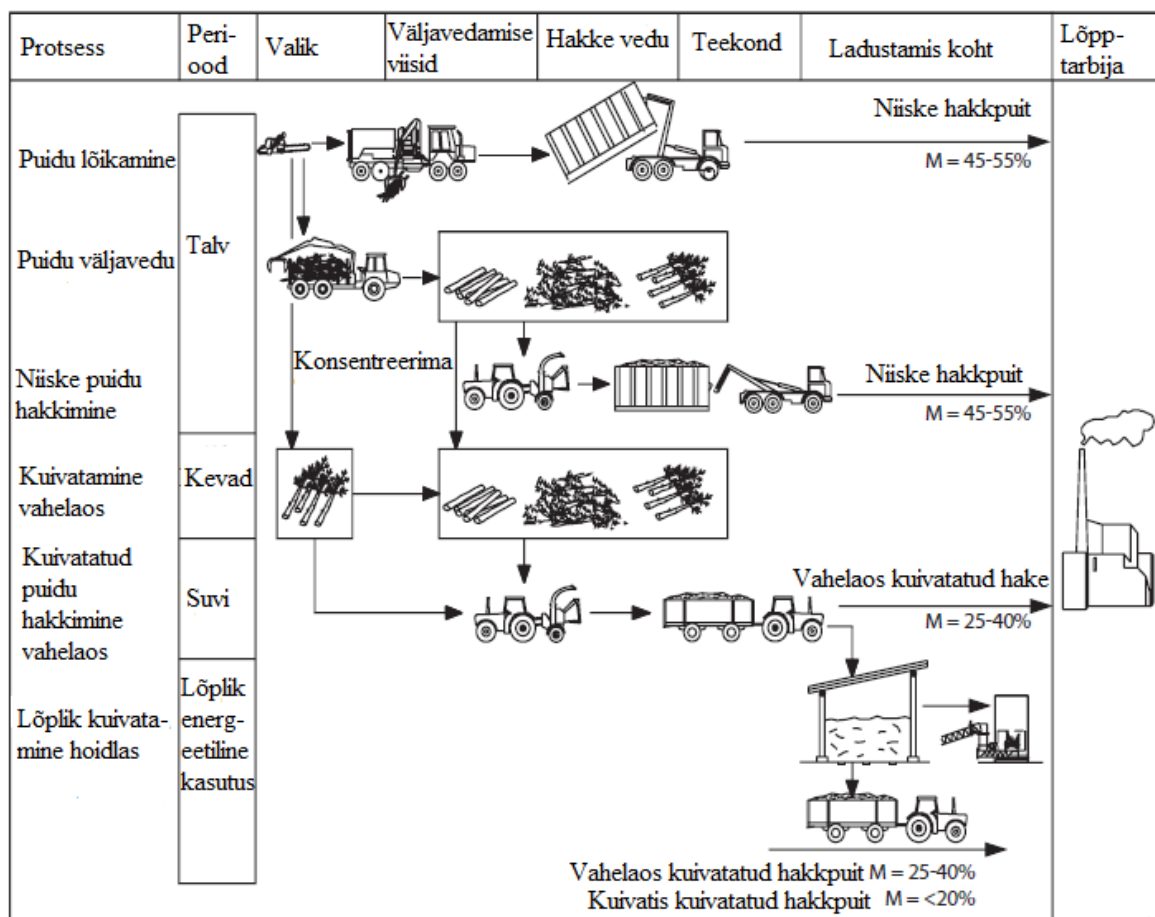 Protsess
Peri-
ood
Valik
Väljavedamise
viisid
Hakke vedu
Teekond
Ladustamis koht
Lõpp-
tarbija
Puidu lõikamine
Talv
Niiske hakkpuit
M = 45-55%
Puidu väljavedu
Konsentreerima
Niiske puidu
hakkimine
Niiske hakkpuit
M = 45-55%
Kuivatamine
vahelaos
Kevad
Kuivatatud
puidu
hakkimine
vahelaos
Suvi
Vahelaos kuivatatud hake
M = 25-40%
Lõplik kuivata-
mine hoidlas
Lõplik
energ-
eetiline
kasutus
Vahelaos kuivatatud hakkpuit M = 25-40%
Kuivatis kuivatatud hakkpuit M = <20%